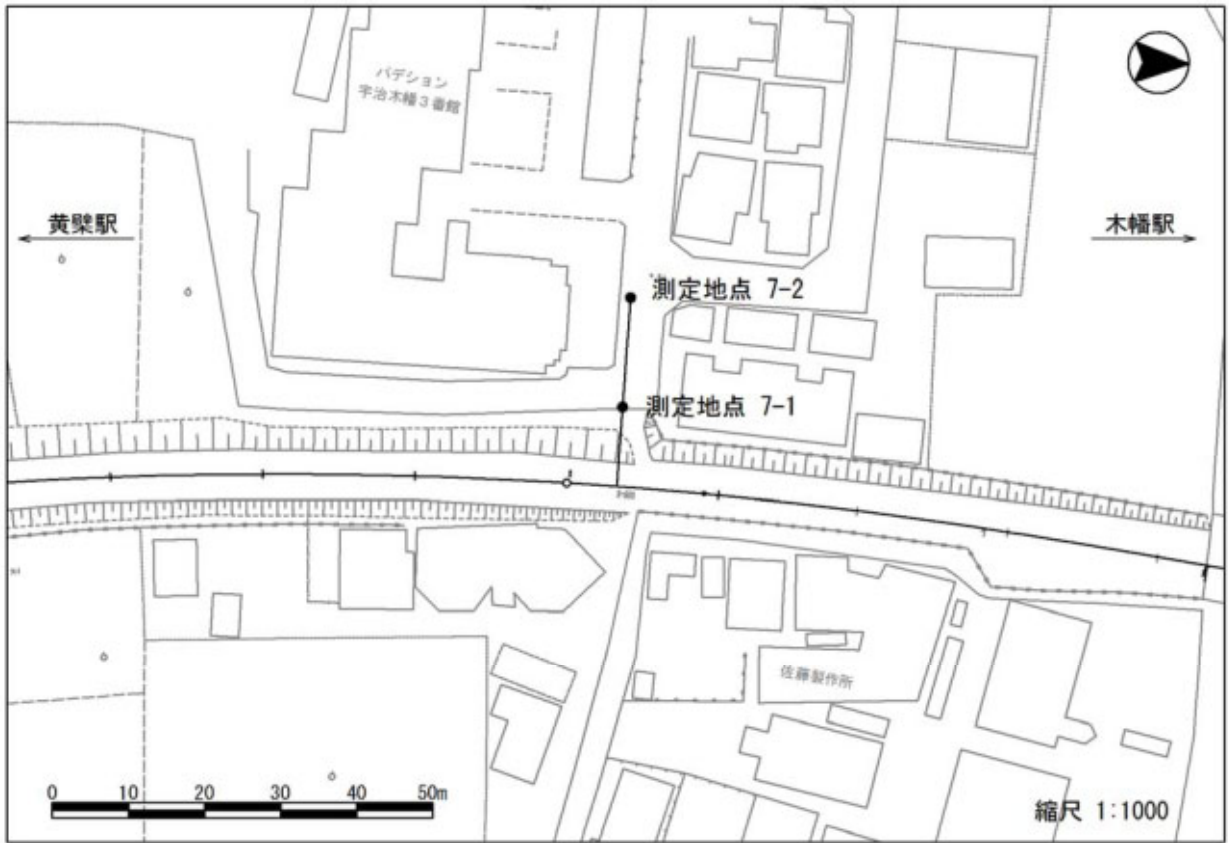 パデション
宇治木幡3番館
黄檗駅
木幡駅
測定地点 7-2
測定地点 7-1
佐藤製作所
0 10 20 30 40 50m
縮尺 1:1000